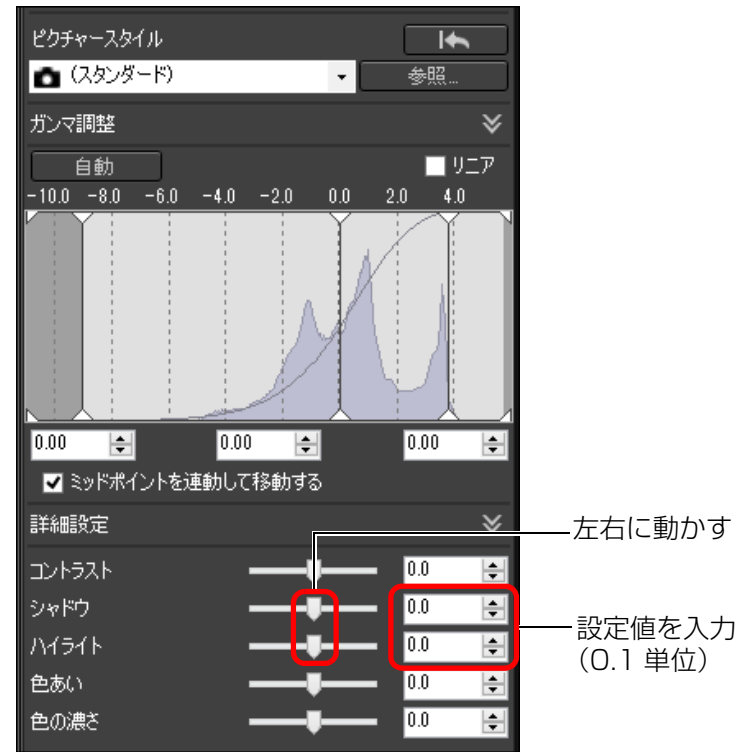 ピクチャースタイル
(スタンダード)
参照...
ガンマ調整
自動
リニア
-10.0 -8.0 -6.0 -4.0 -2.0 0.0 2.0 4.0
0.00 0.00 0.00
ミッドポイントを連動して移動する
詳細設定
左右に動かす
コントラスト 0.0
シャドウ 0.0
設定値を入力
(0.1 単位)
ハイライト 0.0
色あい 0.0
色の濃さ 0.0